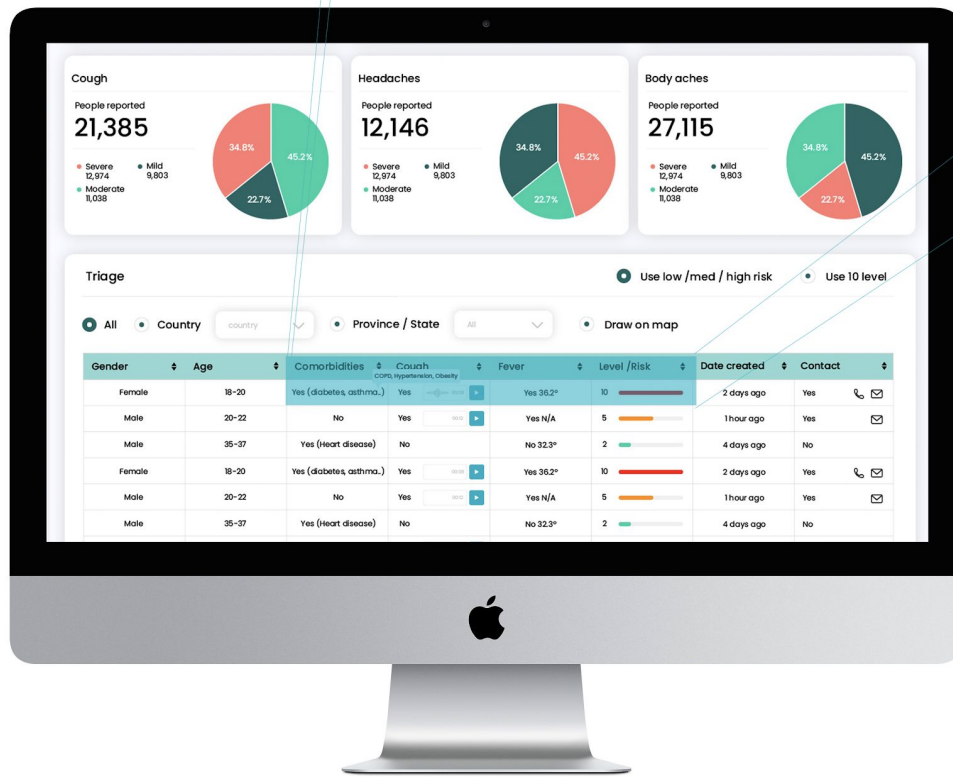 Cough
People reported
21,385
Severe
12,974
Mild
9,803
Moderate
11,038
34.8%
45.2%
22.7%
Headaches
People reported
12,146
Severe
12,974
Mild
9,803
Moderate
11,038
34.8%
45.2%
22.7%
Body aches
People reported
27,115
Severe
12,974
Mild
9,803
Moderate
11,038
34.8%
45.2%
22.7%
Triage
Use low /med / high risk
Use 10 level
All Country country Province / State All Draw on map
Gender Age Comorbidities Cough Fever Level /Risk Date created Contact
COPD, Hypertension, Obesity
Female 18-20 Yes (diabetes, asthma..) Yes Yes 36.2° 10 2 days ago Yes
Male 20-22 No Yes Yes N/A 5 1 hour ago Yes
Male 35-37 Yes (Heart disease) No No 32.3° 2 4 days ago No
Female 18-20 Yes (diabetes, asthma..) Yes Yes 36.2° 10 2 days ago Yes
Male 20-22 No Yes Yes N/A 5 1 hour ago Yes
Male 35-37 Yes (Heart disease) No No 32.3° 2 4 days ago No